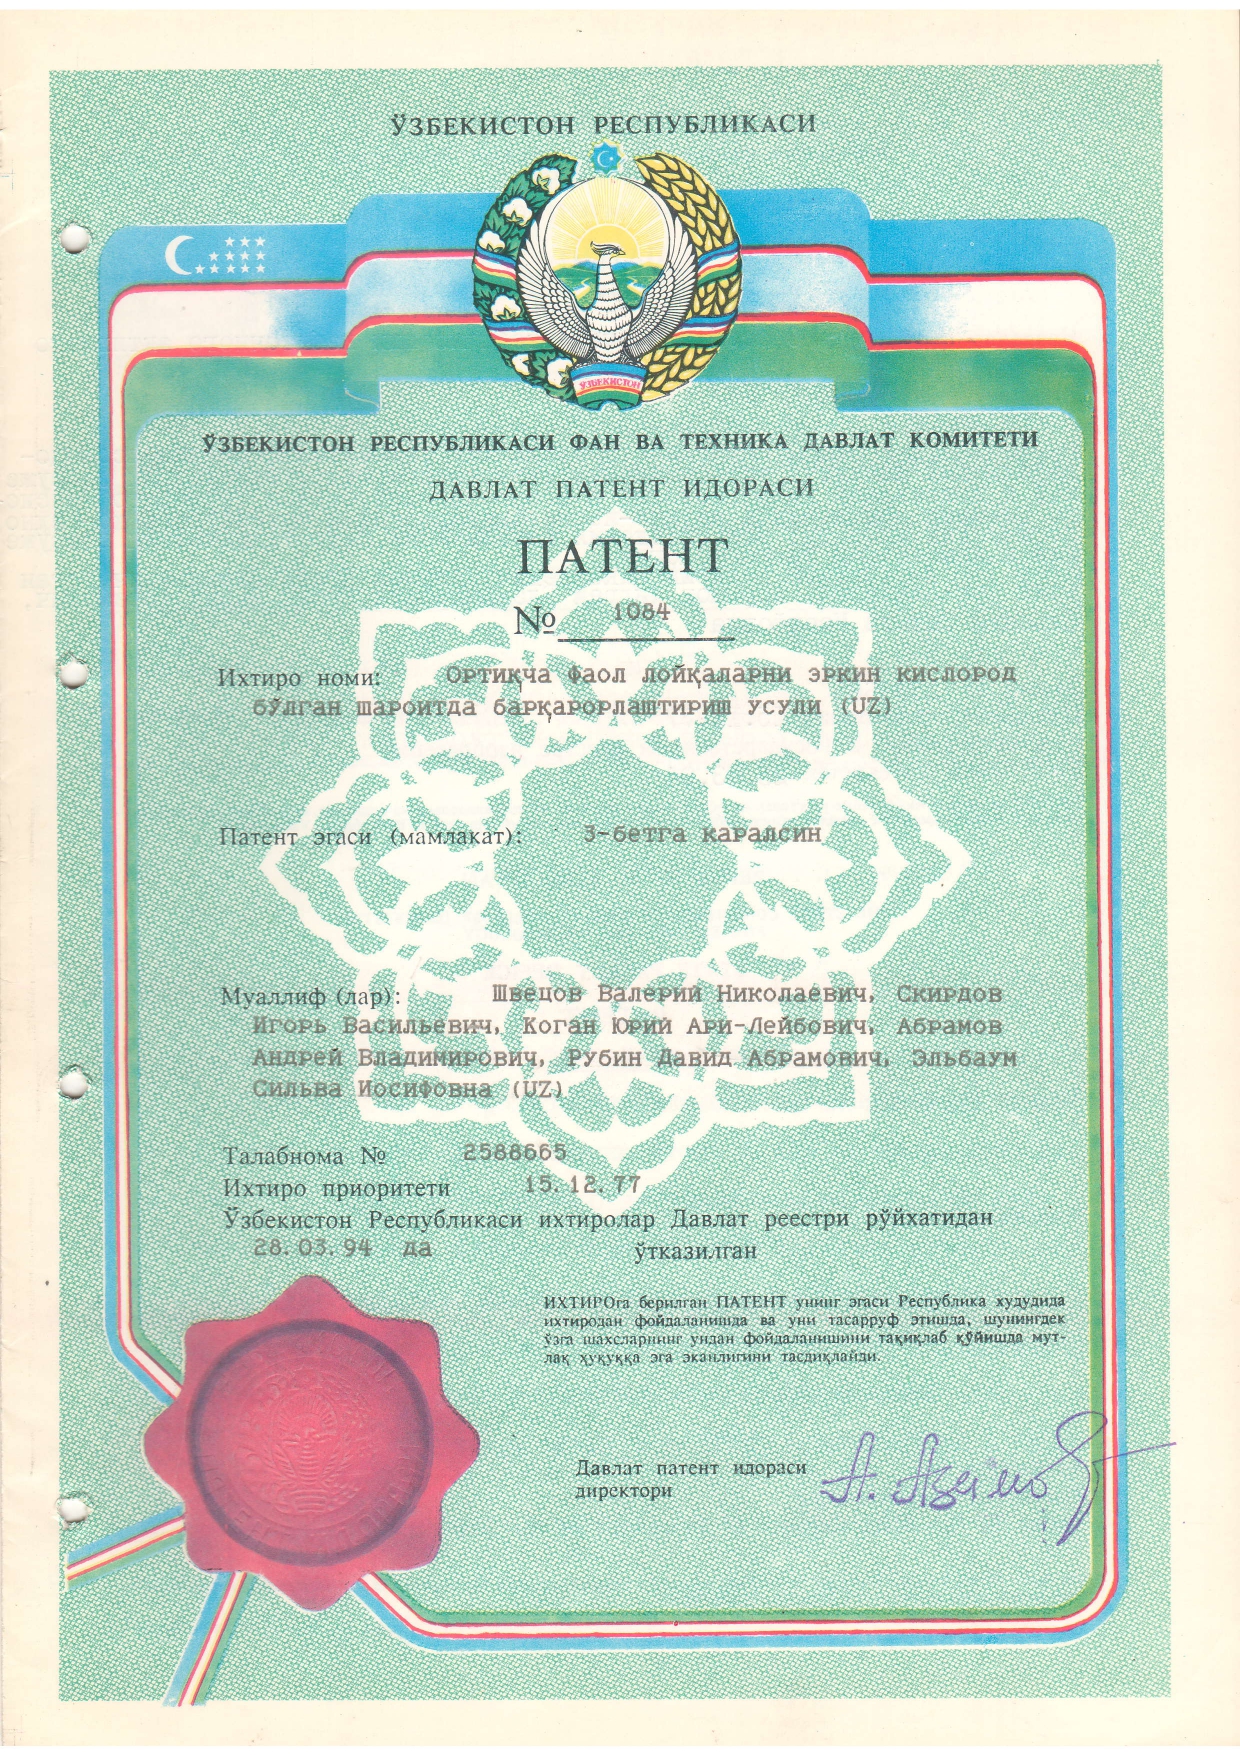 ЎЗБЕКИСТОН РЕСПУБЛИКАСИ
ЎЗБЕКИСТОН
ЎЗБЕКИСТОН РЕСПУБЛИКАСИ ФАН ВА ТЕХНИКА ДАВЛАТ КОМИТЕТИ
ДАВЛАТ ПАТЕНТ ИДОРАСИ
ПАТЕНТ
№ 1084
Ихтиро номи: Ортиқча фаол лойқаларни эркин кислород
бўлган шароитда барқарорлаштириш усули (UZ)
Патент эгаси (мамлакат): 3-бетга каралсин
Муаллиф (лар): Швецов Валерий Николаевич, Скирдов
Игорь Васильевич, Коган Юрий Ари-Лейбович, Абрамов
Андрей Владимирович, Рубин Давид Абрамович, Эльбаум
Сильва Иосифовна (UZ)
Талабнома № 2588665
Ихтиро приоритети 15.12.77
Ўзбекистон Республикаси ихтиролар Давлат реестри рўйхатидан
28.03.94 да ўтказилган
ИХТИРОга берилган ПАТЕНТ унинг эгаси Республика худудида
ихтиродан фойдаланишда ва уни тасарруф этишда, шунингдек
ўзга шахсларнинг ундан фойдаланишини тақиқлаб қўйишда мут-
лақ ҳуқуққа эга эканлигини тасдиқлайди.
Давлат патент идораси
директори